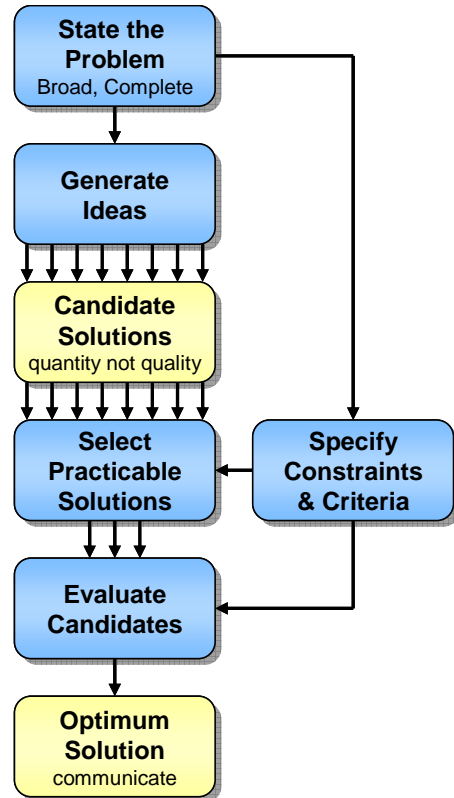 State the
Problem
Broad, Complete
Generate
Ideas
Candidate
Solutions
quantity not quality
Select
Practicable
Solutions
Specify
Constraints
& Criteria
Evaluate
Candidates
Optimum
Solution
communicate